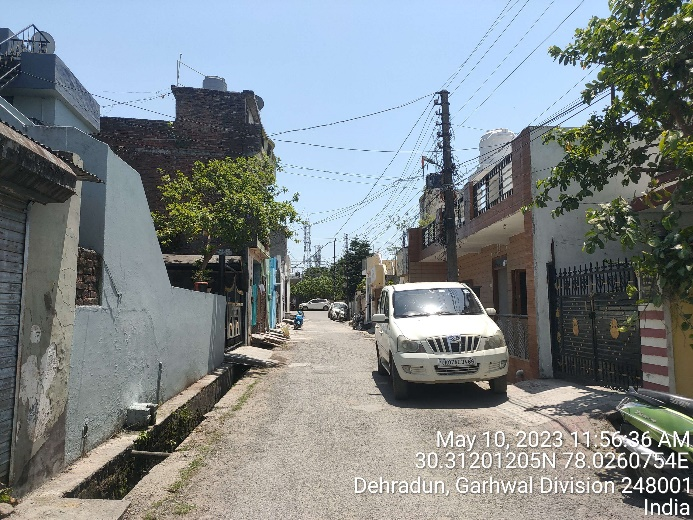 May 10, 2023 11:56:36 AM
30.31201205N 78.0260754E
Dehradun, Garhwal Division 248001
India